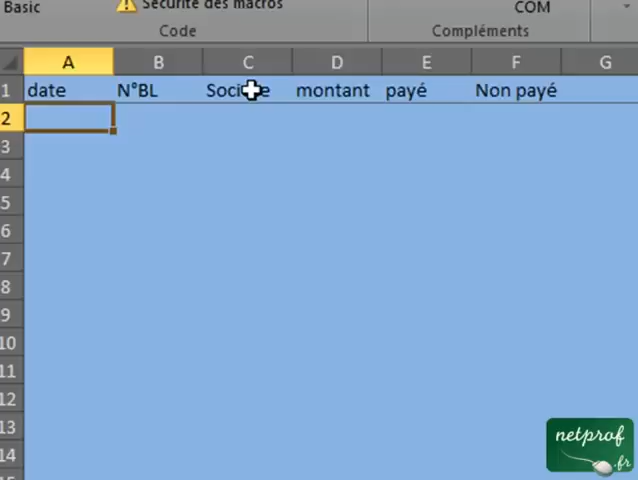 Basic
Sécurité des macros
COM
Code
Compléments
A B C D E F G
1 date N°BL montant payé Non payé
2
3
4
5
6
7
8
9
10
11
12
13
14
netprof
.fr